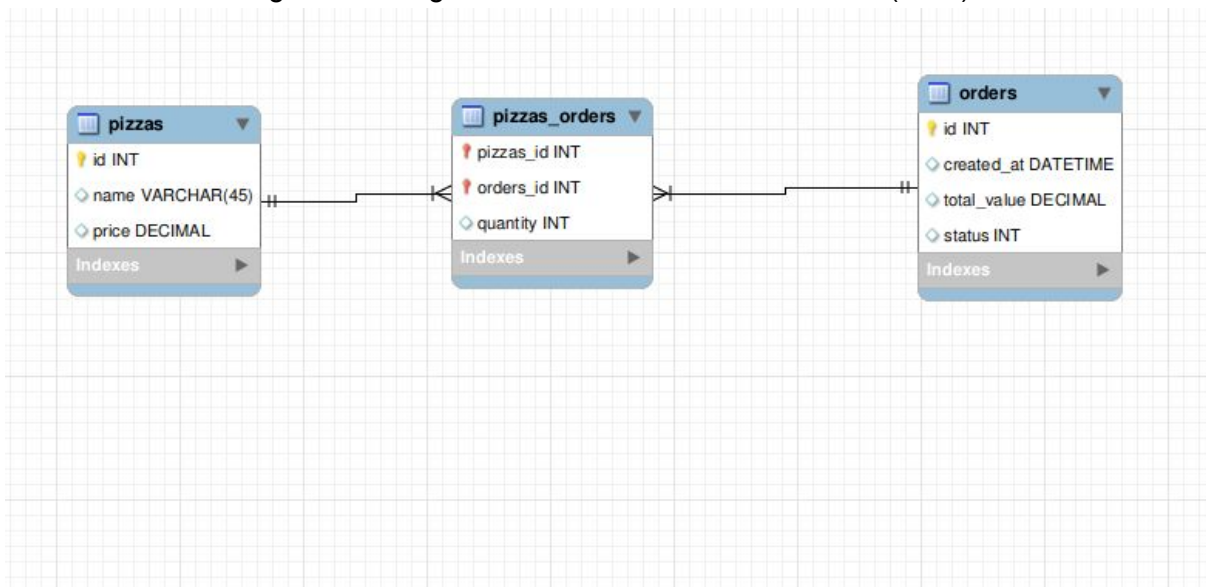 pizzas
id INT
name VARCHAR(45)
price DECIMAL
Indexes
pizzas_orders
pizzas_id INT
orders_id INT
quantity INT
Indexes
orders
id INT
created_at DATETIME
total_value DECIMAL
status INT
Indexes